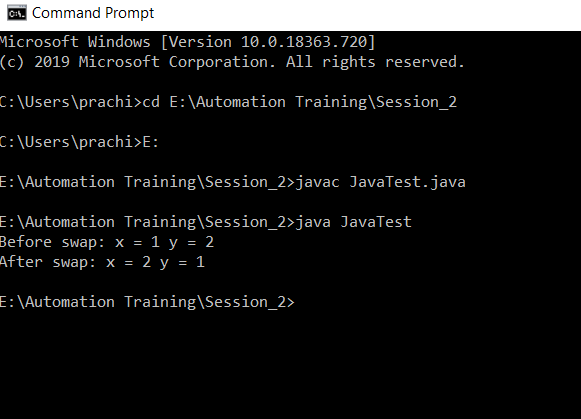 Command Prompt
Microsoft Windows [Version 10.0.18363.720]
(c) 2019 Microsoft Corporation. All rights reserved.
C:\Users\prachi>cd E:\Automation Training\Session_2
C:\Users\prachi>E:
E:\Automation Training\Session_2>javac JavaTest.java
E:\Automation Training\Session_2>java JavaTest
Before swap: x = 1 y = 2
After swap: x = 2 y = 1
E:\Automation Training\Session_2>